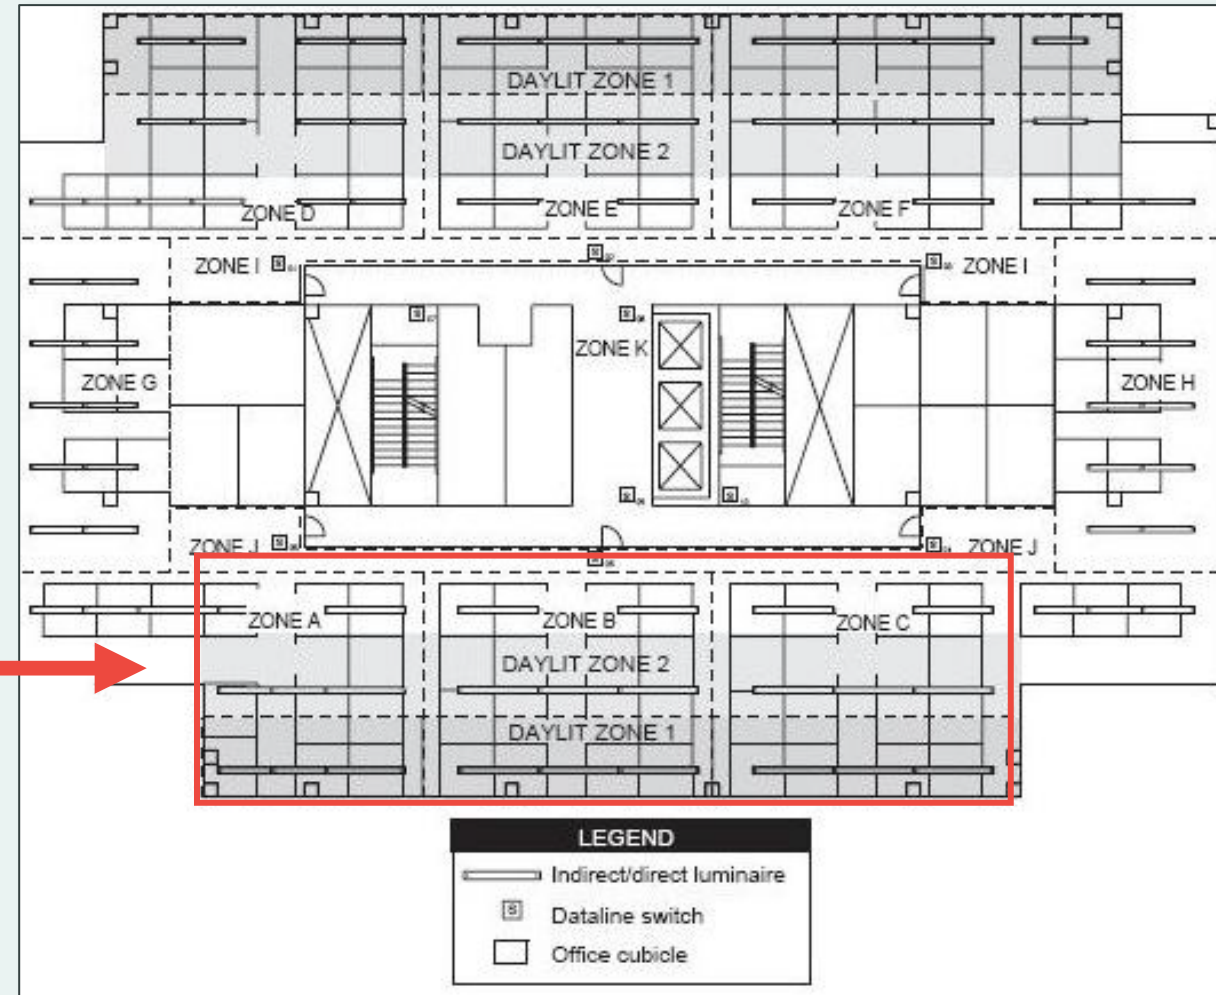 DAYLIT ZONE 1
DAYLIT ZONE 2
ZONE D ZONE E ZONE F
ZONE I S S S ZONE I
S S
ZONE K
ZONE G ZONE H
S S
ZONE J S S S ZONE J
ZONE A ZONE B ZONE C
DAYLIT ZONE 2
DAYLIT ZONE 1
LEGEND
Indirect/direct luminaire
S Dataline switch
Office cubicle